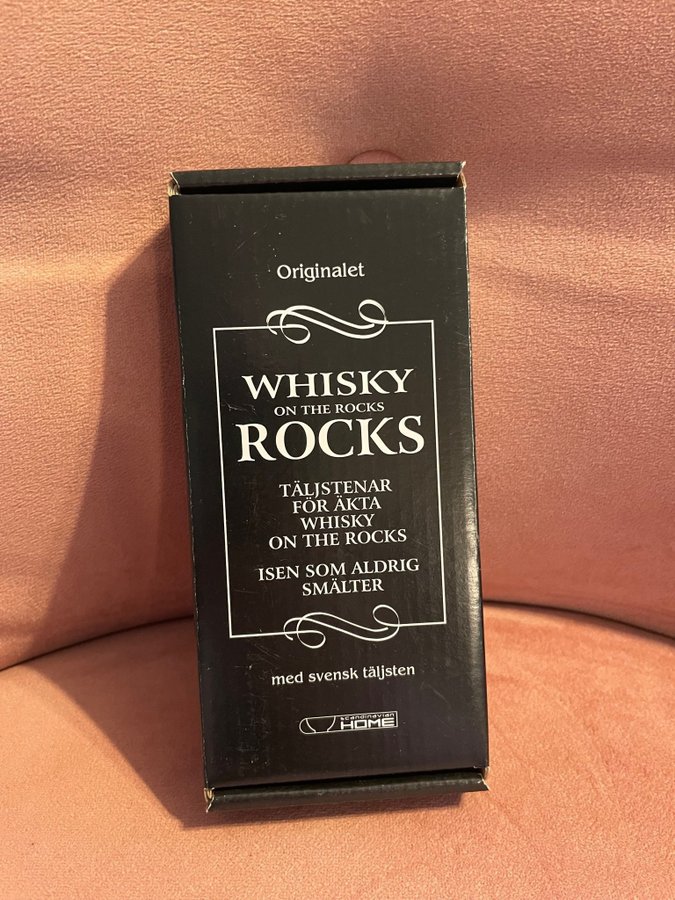 Originalet
WHISKY
ON THE ROCKS
ROCKS
TÄLJSTENAR
FÖR ÄKTA
WHISKY
ON THE ROCKS
ISEN SOM ALDRIG
SMÄLTER
med svensk täljsten
scandinavian
HOME